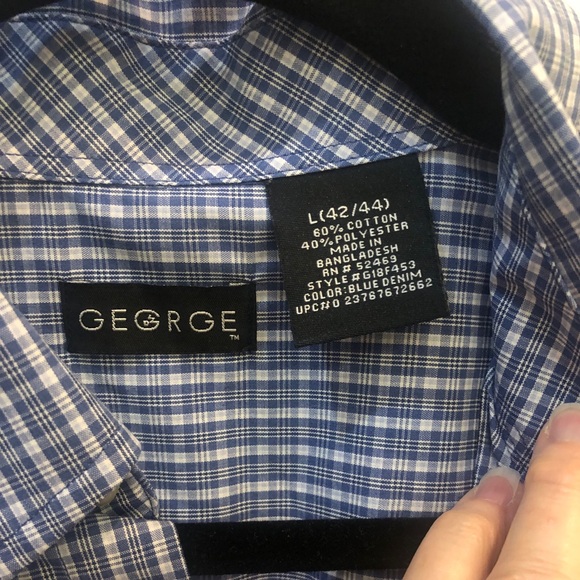 L(42/44)
60% COTTON
40% POLYESTER
MADE IN
BANGLADESH
RN # 52469
STYLE #G18F453
COLOR:BLUE DENIM
UPC#0 23767672662
GEORGE
TM